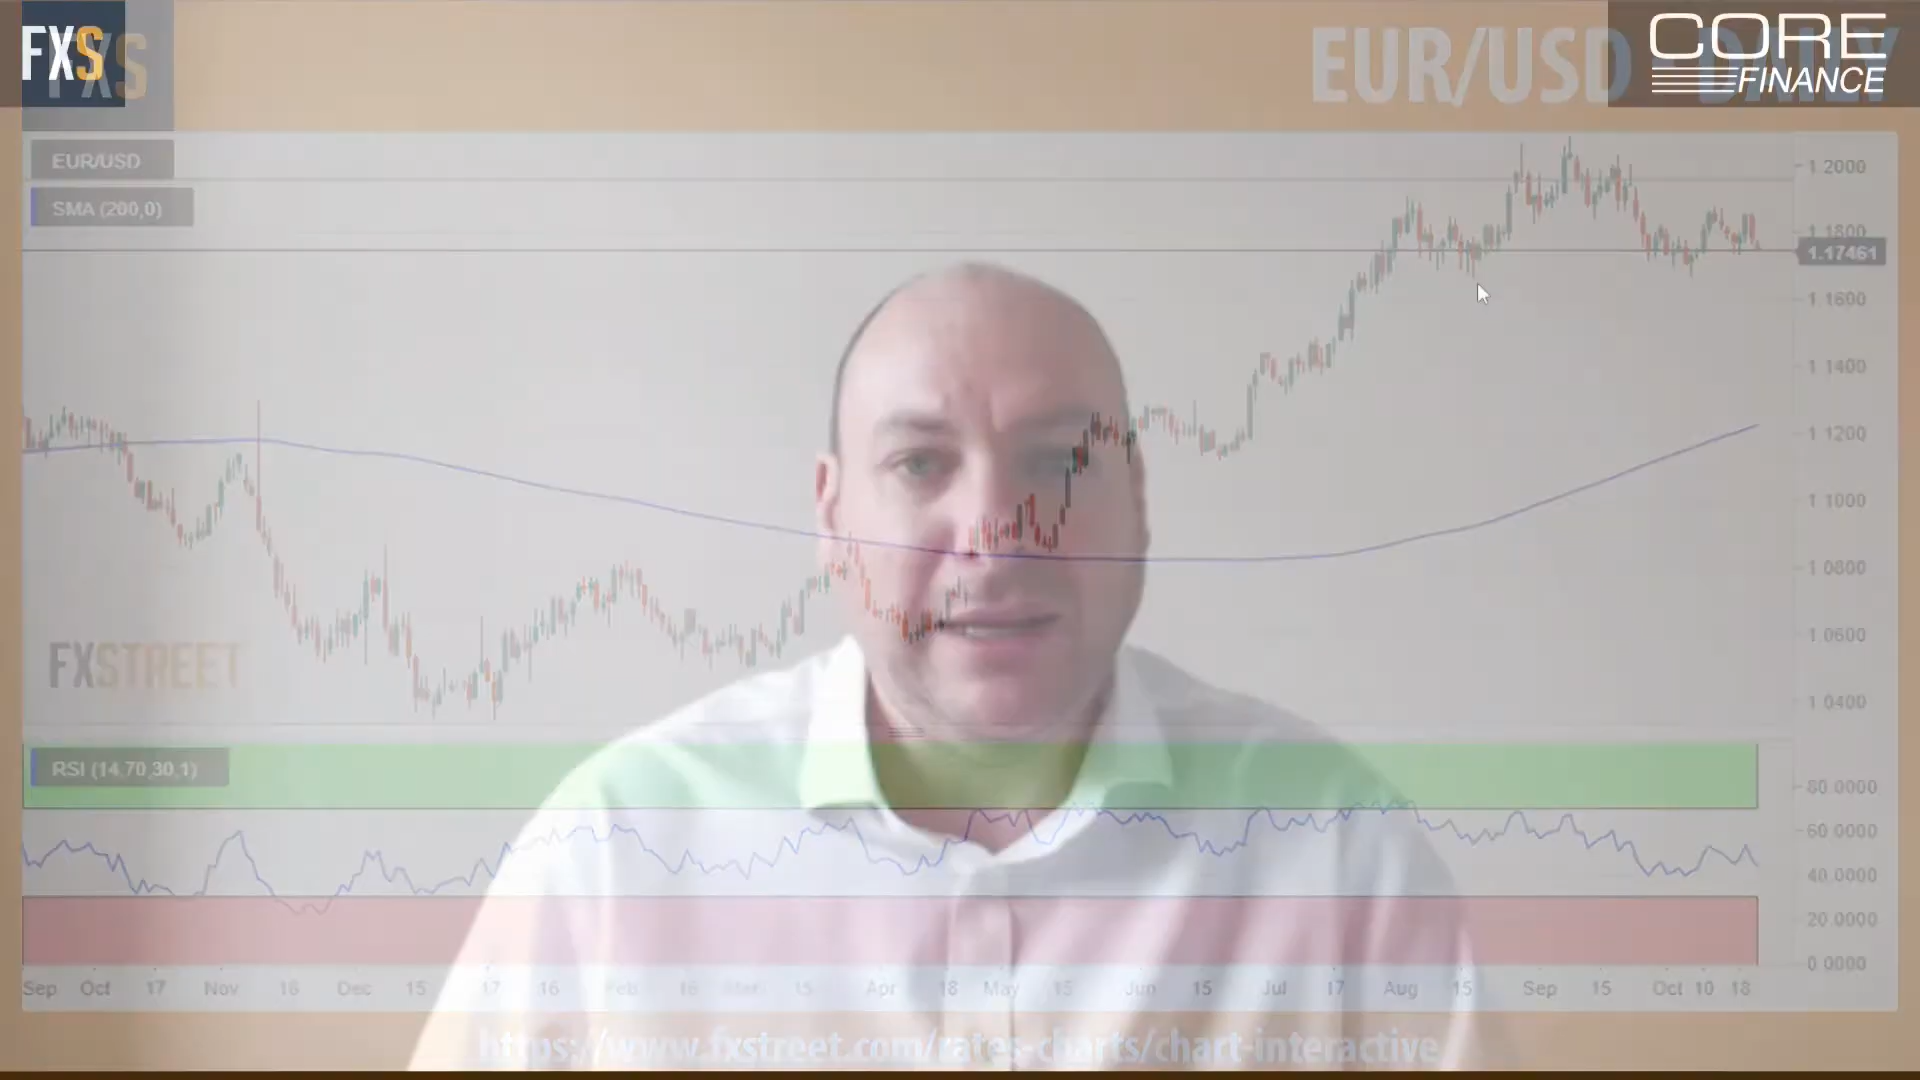 FXS
FXS
EUR/USD DAILY
CORE
FINANCE
EUR/USD
SMA (200,0)
1.2000
1.1800
1.17461
1.1600
1.1400
1.1200
1.1000
1.0800
1.0600
1.0400
FXSTREET
RSI (14,70,30,1)
80.0000
60.0000
40.0000
20.0000
0.0000
Sep Oct 17 Nov 16 Dec 15 17 16 Feb 16 Mar 15 Apr 18 May 15 Jun 15 Jul 17 Aug 15 Sep 15 Oct 10 18
https://www.fxstreet.com/rates-charts/chart-interactive